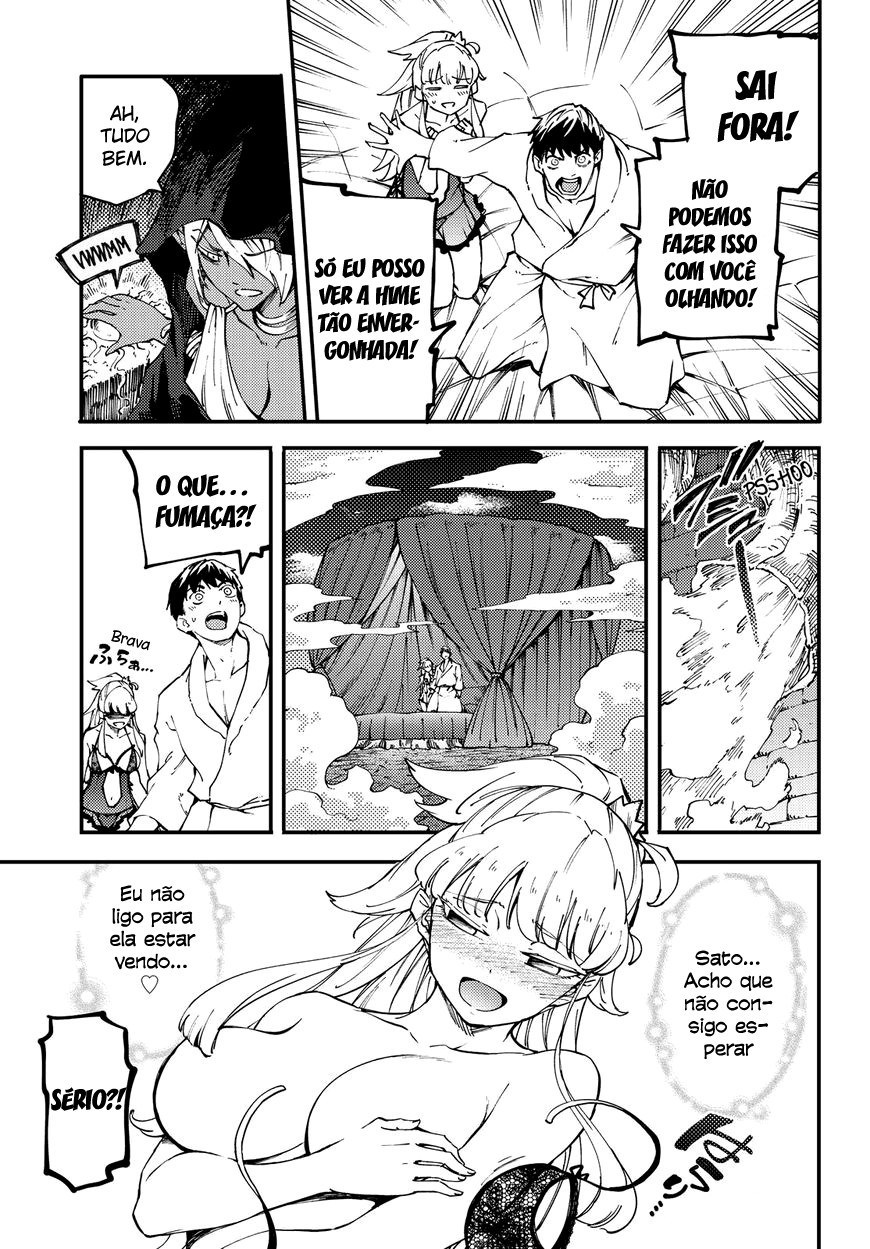 SAI
FORA!
NÃO
PODEMOS
FAZER ISSO
COM VOCÊ
OLHANDO!
SÓ EU POSSO
VER A HIME
TÃO ENVER-
GONHADA!
AH,
TUDO
BEM.
VWWMM
PSSHOO
O QUE...
FUMAÇA?!
Brava
ふらぁ...
Sato...
Acho que
não con-
sigo es-
perar
Eu não
ligo para
ela estar
vendo...
♡
SÉRIO?!